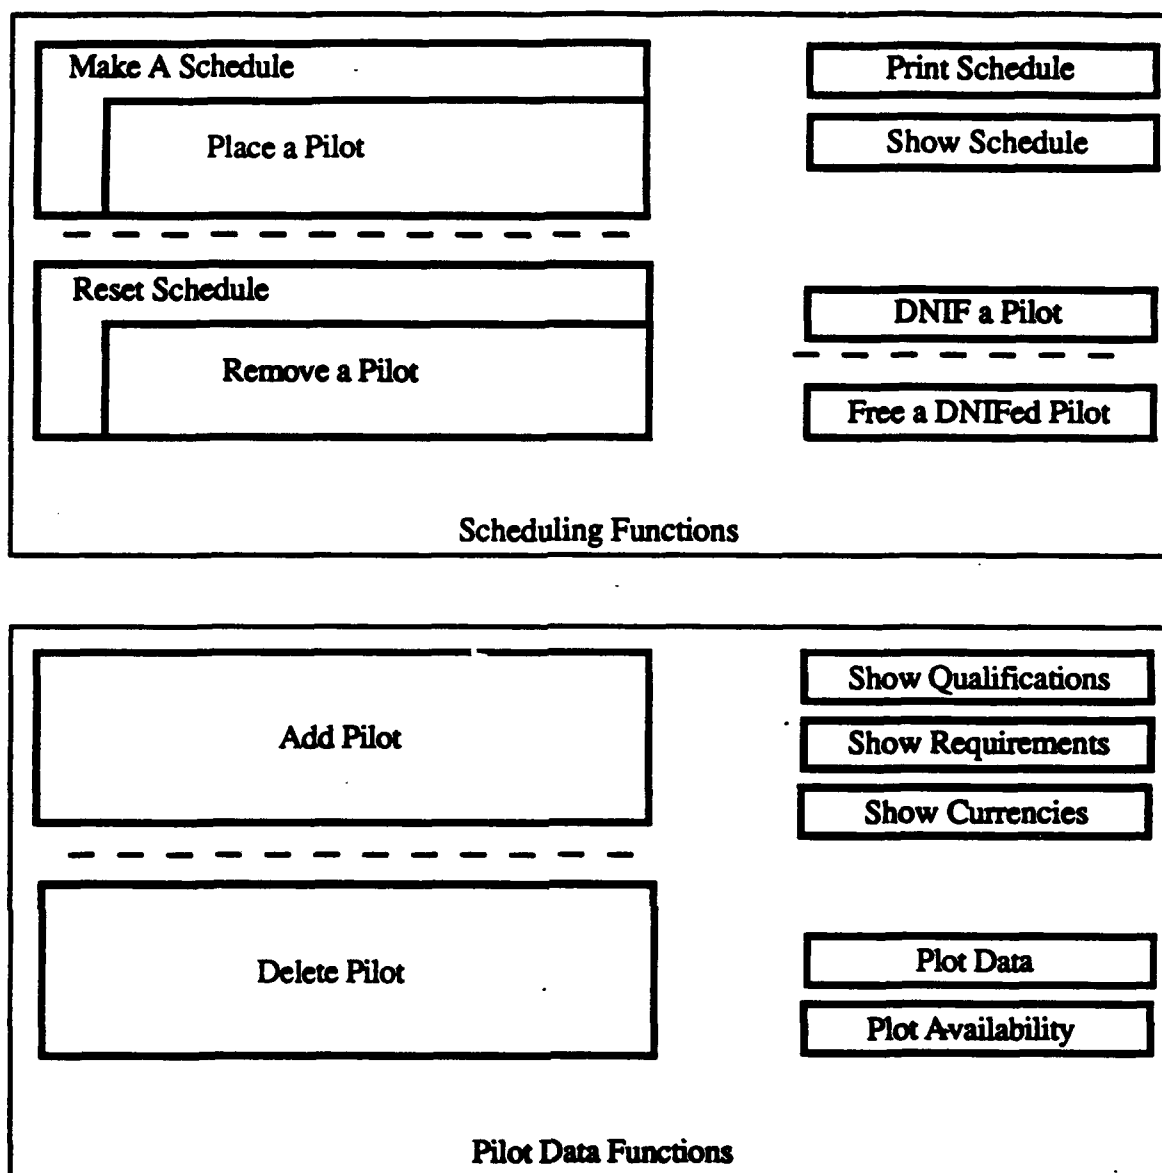 Make A Schedule
Place a Pilot
Print Schedule
Show Schedule
Reset Schedule
Remove a Pilot
DNIF a Pilot
Free a DNIFed Pilot
Scheduling Functions
Add Pilot
Show Qualifications
Show Requirements
Show Currencies
Delete Pilot
Plot Data
Plot Availability
Pilot Data Functions